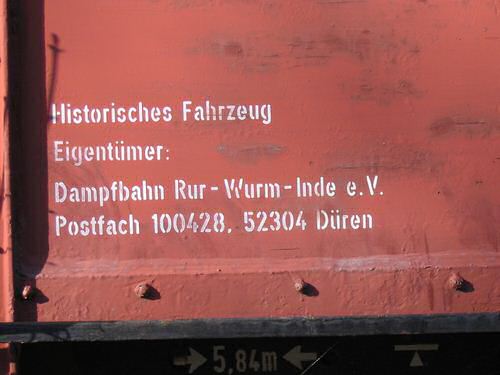 Historisches Fahrzeug
Eigentümer:
Dampfbahn Rur-Wurm-Inde e.V.
Postfach 100428, 52304 Düren
5,84m